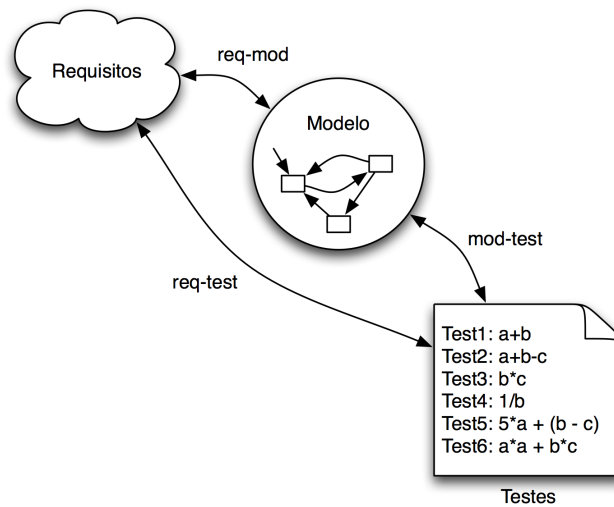 Requisitos
req-mod
Modelo
mod-test
req-test
Test1: a+b
Test2: a+b-c
Test3: b*c
Test4: 1/b
Test5: 5*a + (b - c)
Test6: a*a + b*c
Testes